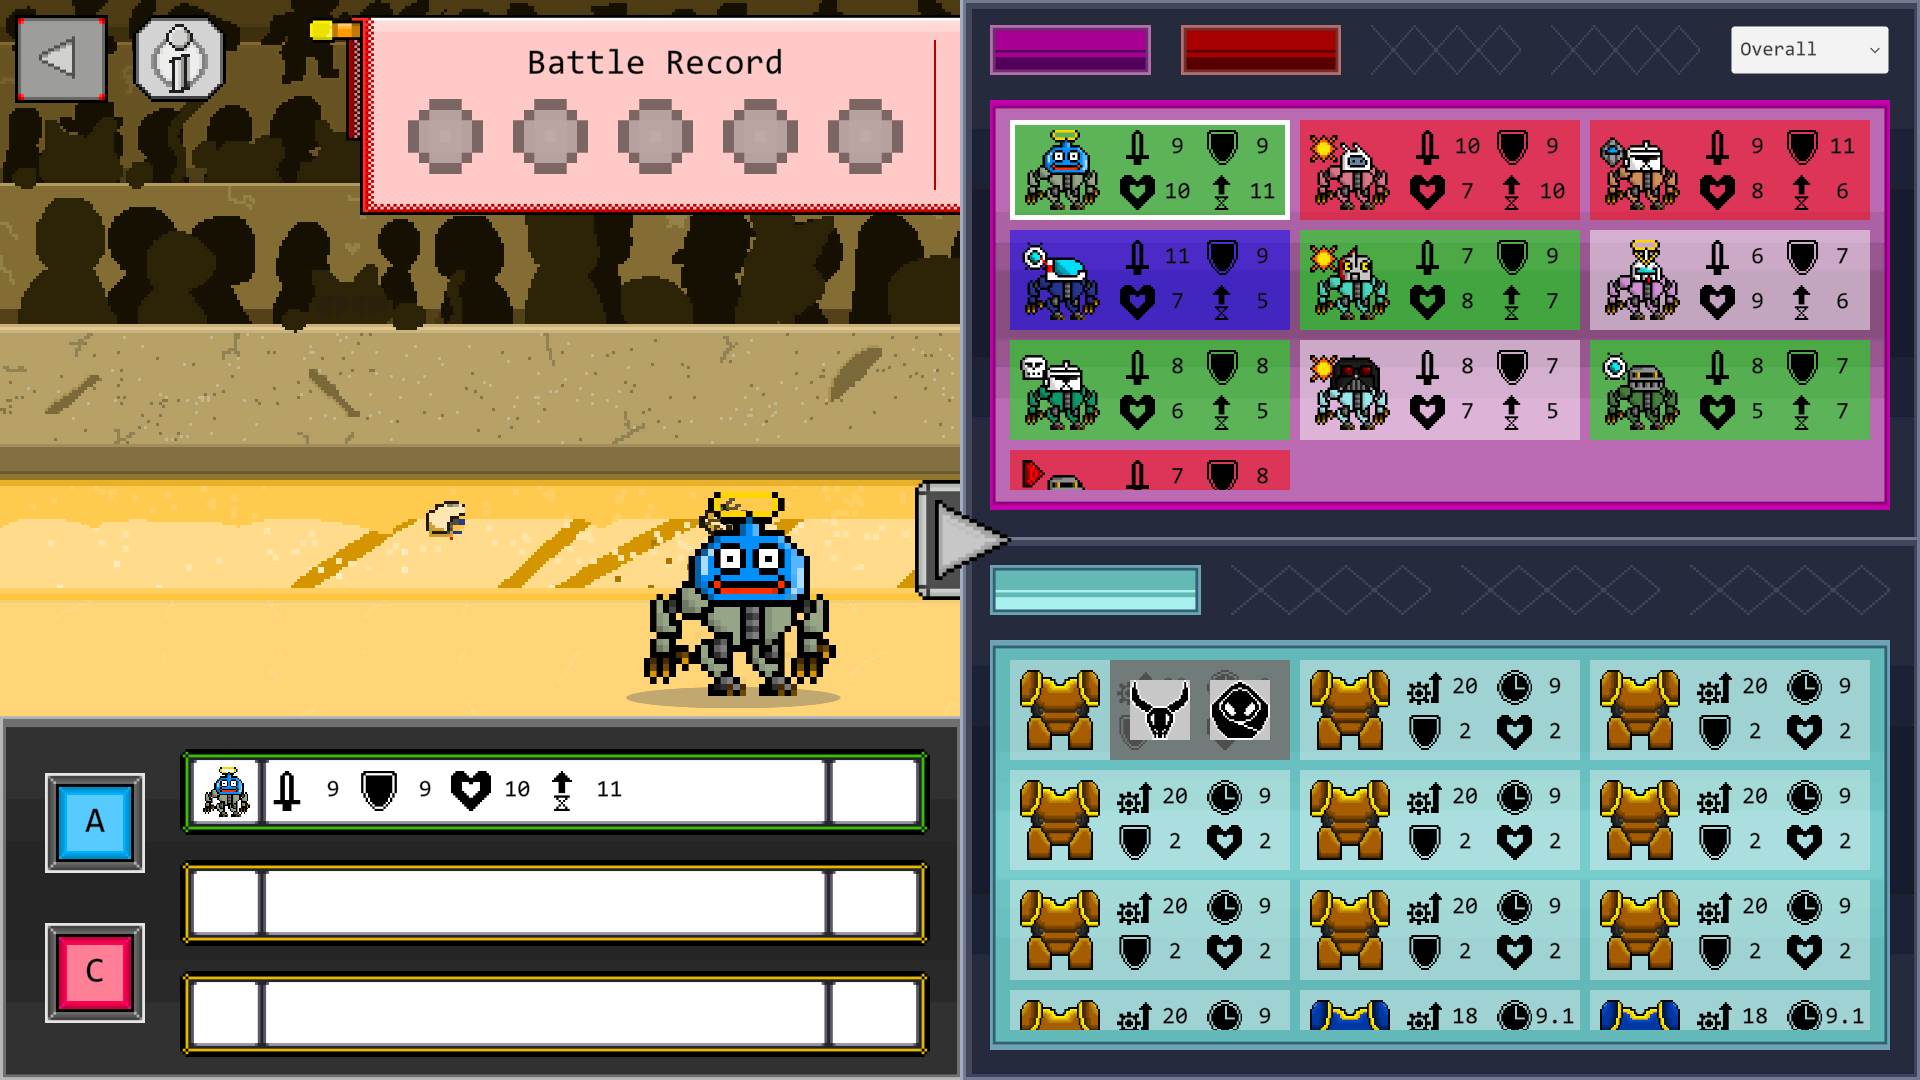 Battle Record
Overall
9 9 10 9 9 11
10 11 7 10 8 6
11 9 7 9 6 7
7 5 8 7 9 6
8 8 8 7 8 7
6 5 7 5 5 7
7 8
A
9 9 10 11
C
20 9 20 9
2 2 2 2
20 9 20 9 20 9
2 2 2 2 2 2
20 9 20 9 20 9
2 2 2 2 2 2
20 9 18 9.1 18 9.1